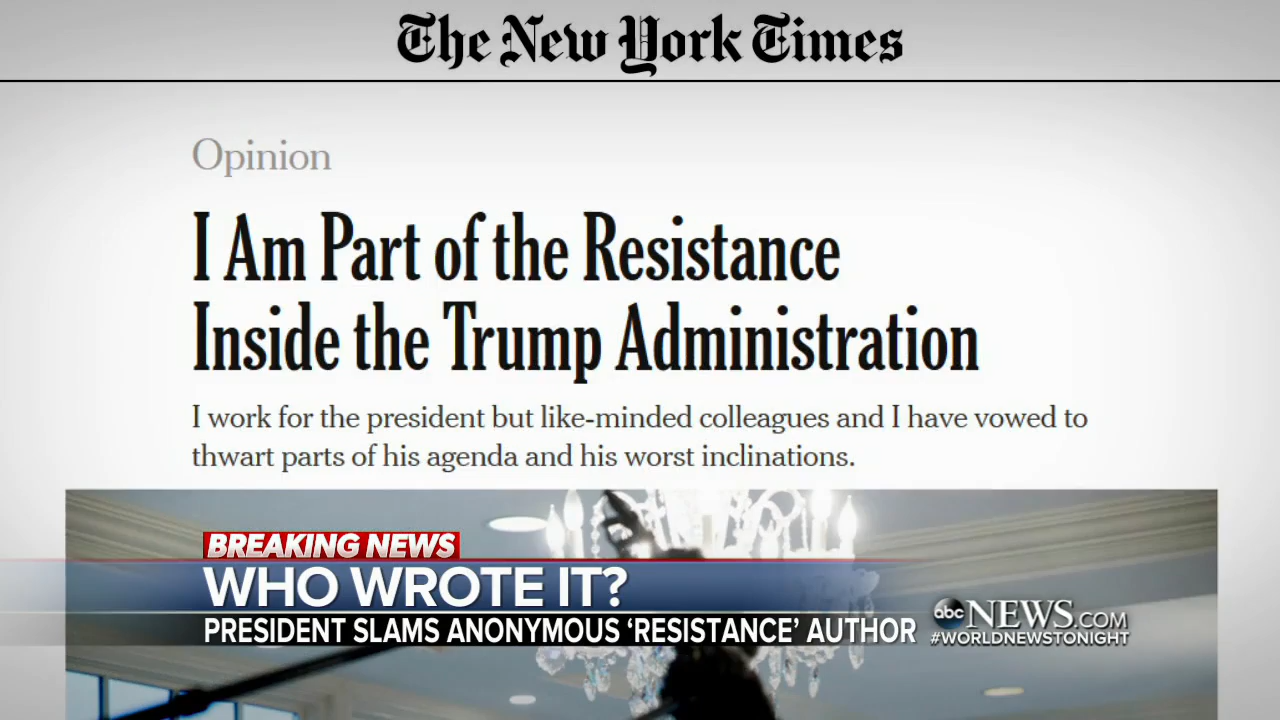 The New York Times
Opinion
I Am Part of the Resistance
Inside the Trump Administration
I work for the president but like-minded colleagues and I have vowed to
thwart parts of his agenda and his worst inclinations.
BREAKING NEWS
WHO WROTE IT?
PRESIDENT SLAMS ANONYMOUS ‘RESISTANCE’ AUTHOR
abc NEWS.COM
#WORLDNEWSTONIGHT